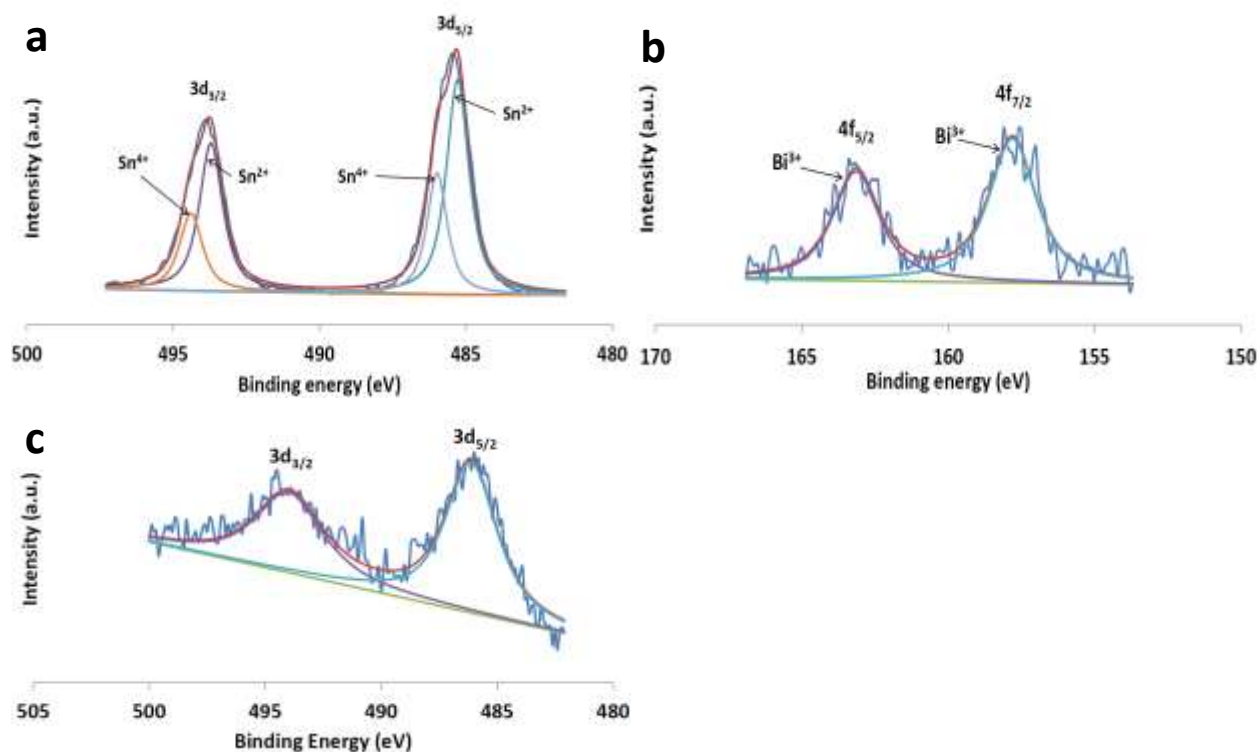 a
3d5/2
3d3/2
Sn2+
Sn4+
Sn2+
Sn4+
Intensity (a.u.)
500 495 490 485 480
Binding energy (eV)
b
4f7/2
4f5/2
Bi3+
Bi3+
Intensity (a.u.)
170 165 160 155 150
Binding energy (eV)
c
3d5/2
3d3/2
Intensity (a.u.)
505 500 495 490 485 480
Binding Energy (eV)